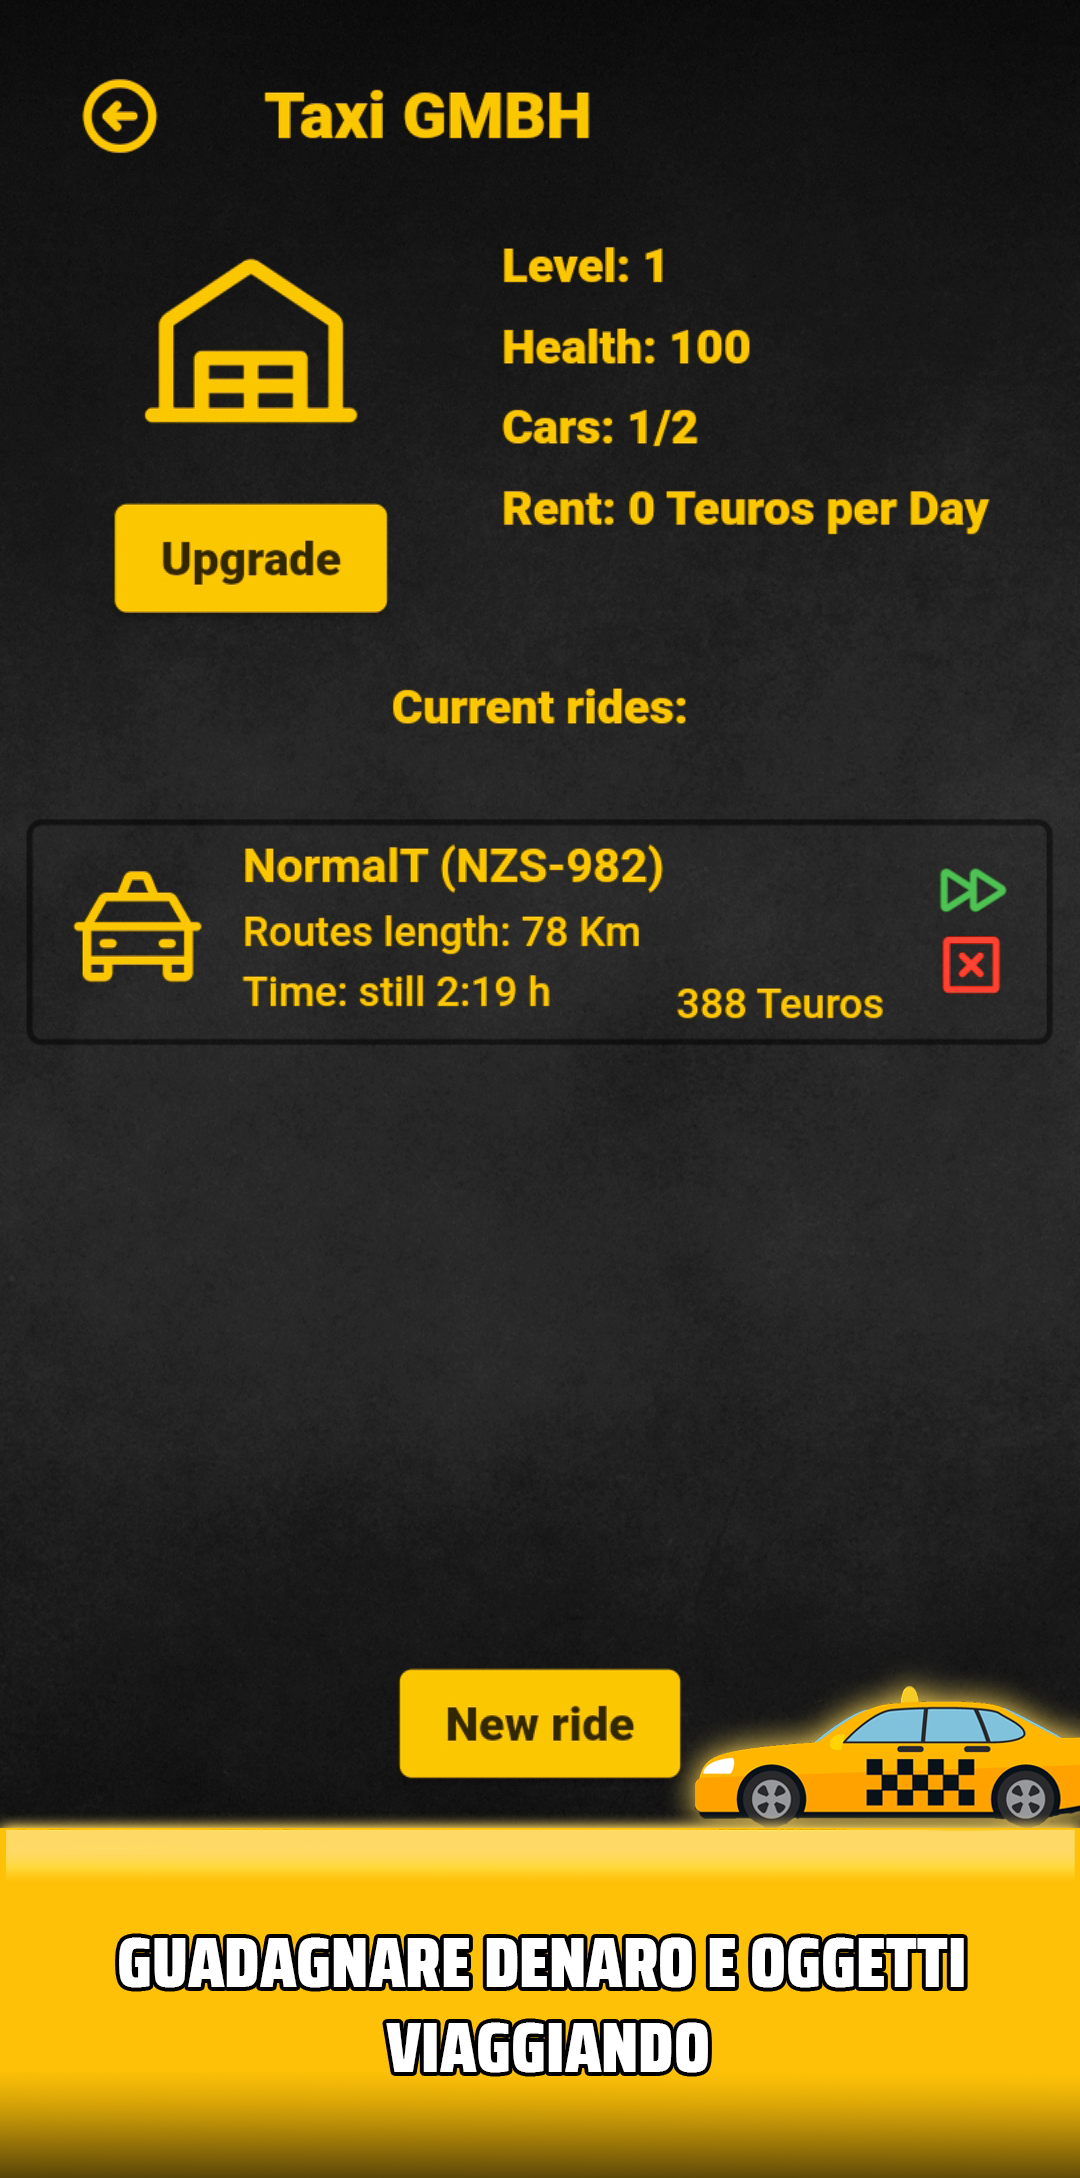 Taxi GMBH
Level: 1
Health: 100
Cars: 1/2
Rent: 0 Teuros per Day
Upgrade
Current rides:
NormalT (NZS-982)
Routes length: 78 Km
Time: still 2:19 h
388 Teuros
New ride
GUADAGNARE DENARO E OGGETTI
VIAGGIANDO